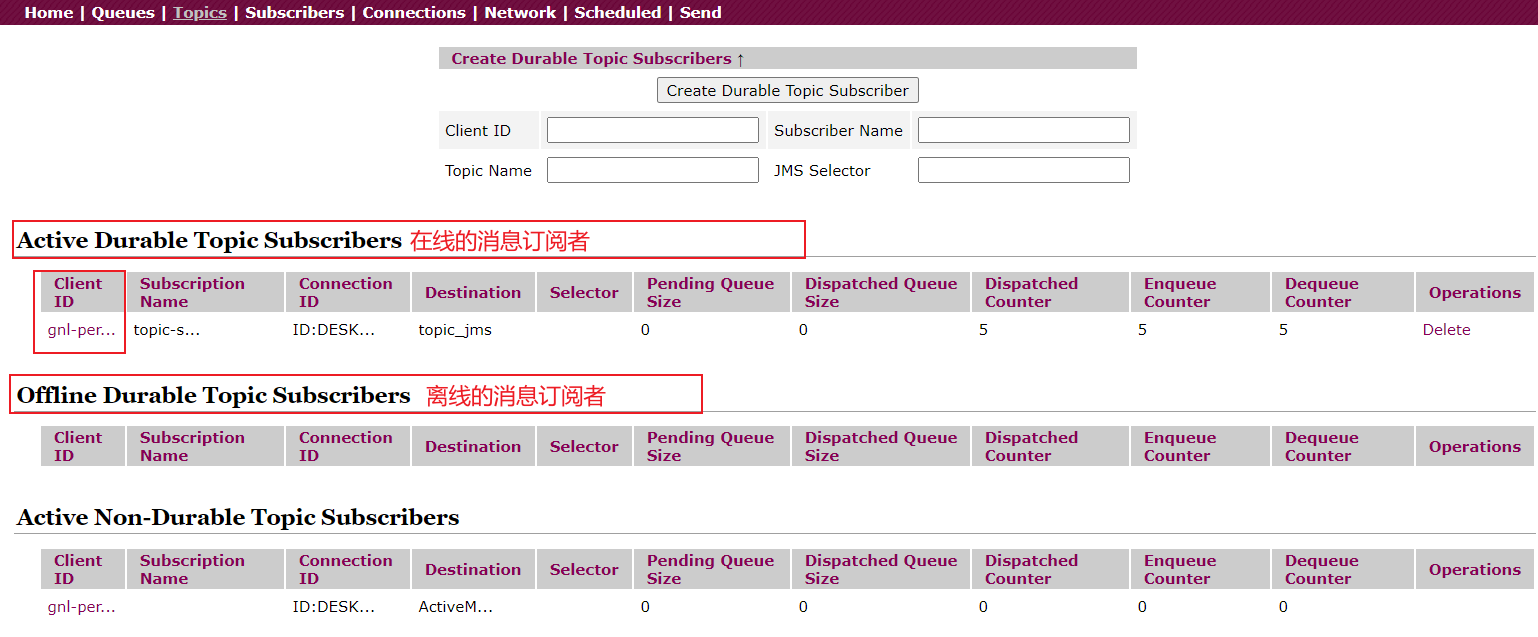 Home | Queues | Topics | Subscribers | Connections | Network | Scheduled | Send
Create Durable Topic Subscribers ↑
Create Durable Topic Subscriber
Client ID Subscriber Name
Topic Name JMS Selector
Active Durable Topic Subscribers 在线的消息订阅者
Client ID Subscription Name Connection ID Destination Selector Pending Queue Size Dispatched Queue Size Dispatched Counter Enqueue Counter Dequeue Counter Operations
gnl-per... topic-s... ID:DESK... topic_jms 0 0 5 5 5 Delete
Offline Durable Topic Subscribers 离线的消息订阅者
Client ID Subscription Name Connection ID Destination Selector Pending Queue Size Dispatched Queue Size Dispatched Counter Enqueue Counter Dequeue Counter Operations
Active Non-Durable Topic Subscribers
Client ID Subscription Name Connection ID Destination Selector Pending Queue Size Dispatched Queue Size Dispatched Counter Enqueue Counter Dequeue Counter Operations
gnl-per... ID:DESK... ActiveM... 0 0 0 0 0